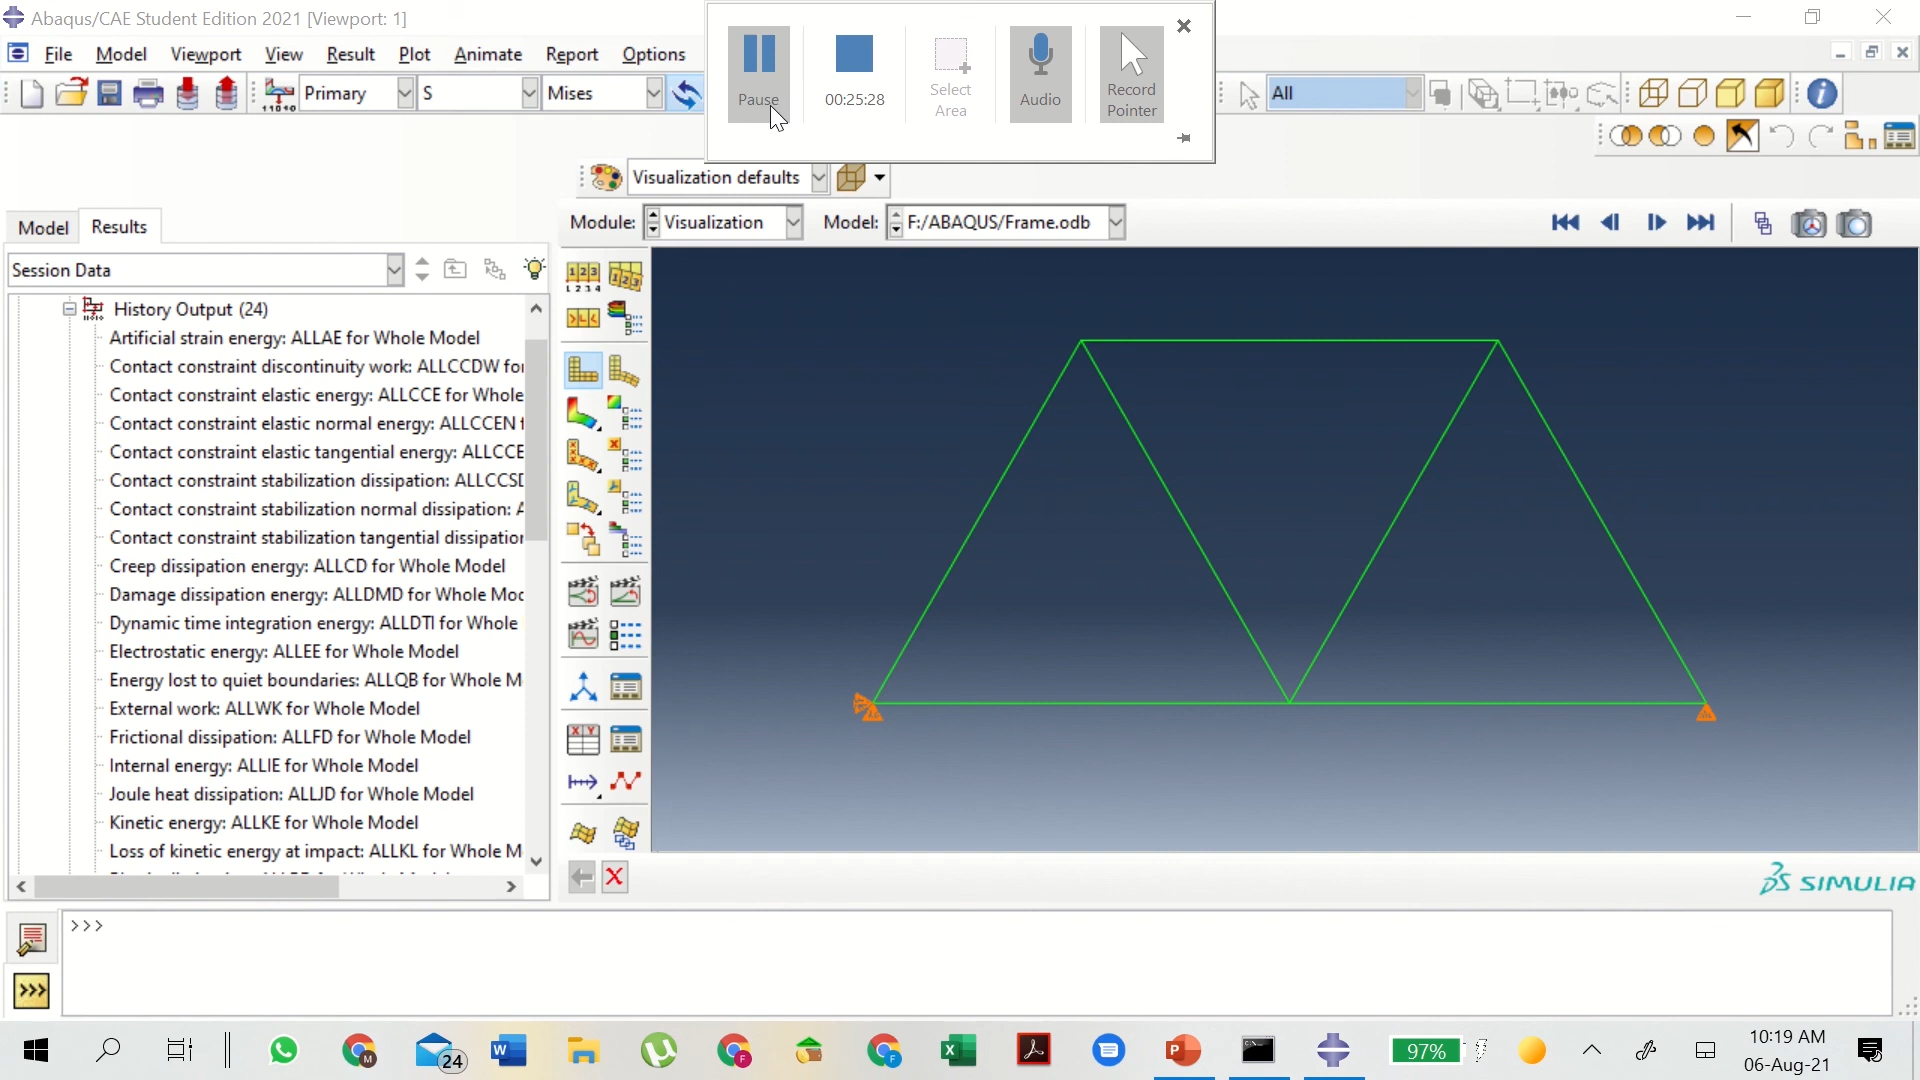 Abaqus/CAE Student Edition 2021 [Viewport: 1]
File Model Viewport View Result Plot Animate Report Options
Pause
00:25:28
Select Area
Audio
Record Pointer
Primary S Mises
All
Visualization defaults
Module: Visualization Model: F:/ABAQUS/Frame.odb
Model Results
Session Data
History Output (24)
Artificial strain energy: ALLAE for Whole Model
Contact constraint discontinuity work: ALLCCDW for
Contact constraint elastic energy: ALLCCE for Whole
Contact constraint elastic normal energy: ALLCCEN
Contact constraint elastic tangential energy: ALLCCE
Contact constraint stabilization dissipation: ALLCCSD
Contact constraint stabilization normal dissipation: A
Contact constraint stabilization tangential dissipation
Creep dissipation energy: ALLCD for Whole Model
Damage dissipation energy: ALLDMD for Whole Mod
Dynamic time integration energy: ALLDTI for Whole
Electrostatic energy: ALLEE for Whole Model
Energy lost to quiet boundaries: ALLQB for Whole M
External work: ALLWK for Whole Model
Frictional dissipation: ALLFD for Whole Model
Internal energy: ALLIE for Whole Model
Joule heat dissipation: ALLJD for Whole Model
Kinetic energy: ALLKE for Whole Model
Loss of kinetic energy at impact: ALLKL for Whole M
SIMULIA
>>>
>>>
24
97%
10:19 AM
06-Aug-21